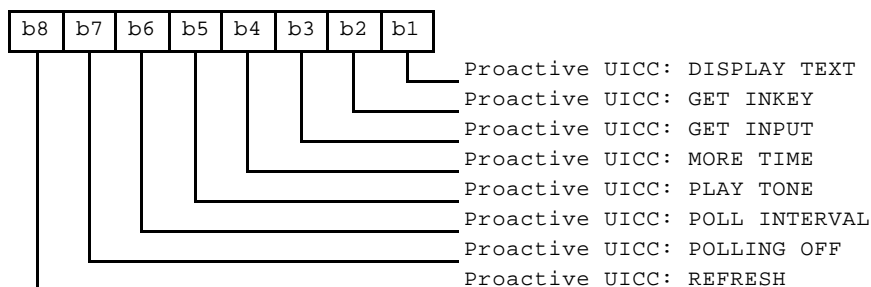 b8 b7 b6 b5 b4 b3 b2 b1
Proactive UICC: DISPLAY TEXT
Proactive UICC: GET INKEY
Proactive UICC: GET INPUT
Proactive UICC: MORE TIME
Proactive UICC: PLAY TONE
Proactive UICC: POLL INTERVAL
Proactive UICC: POLLING OFF
Proactive UICC: REFRESH